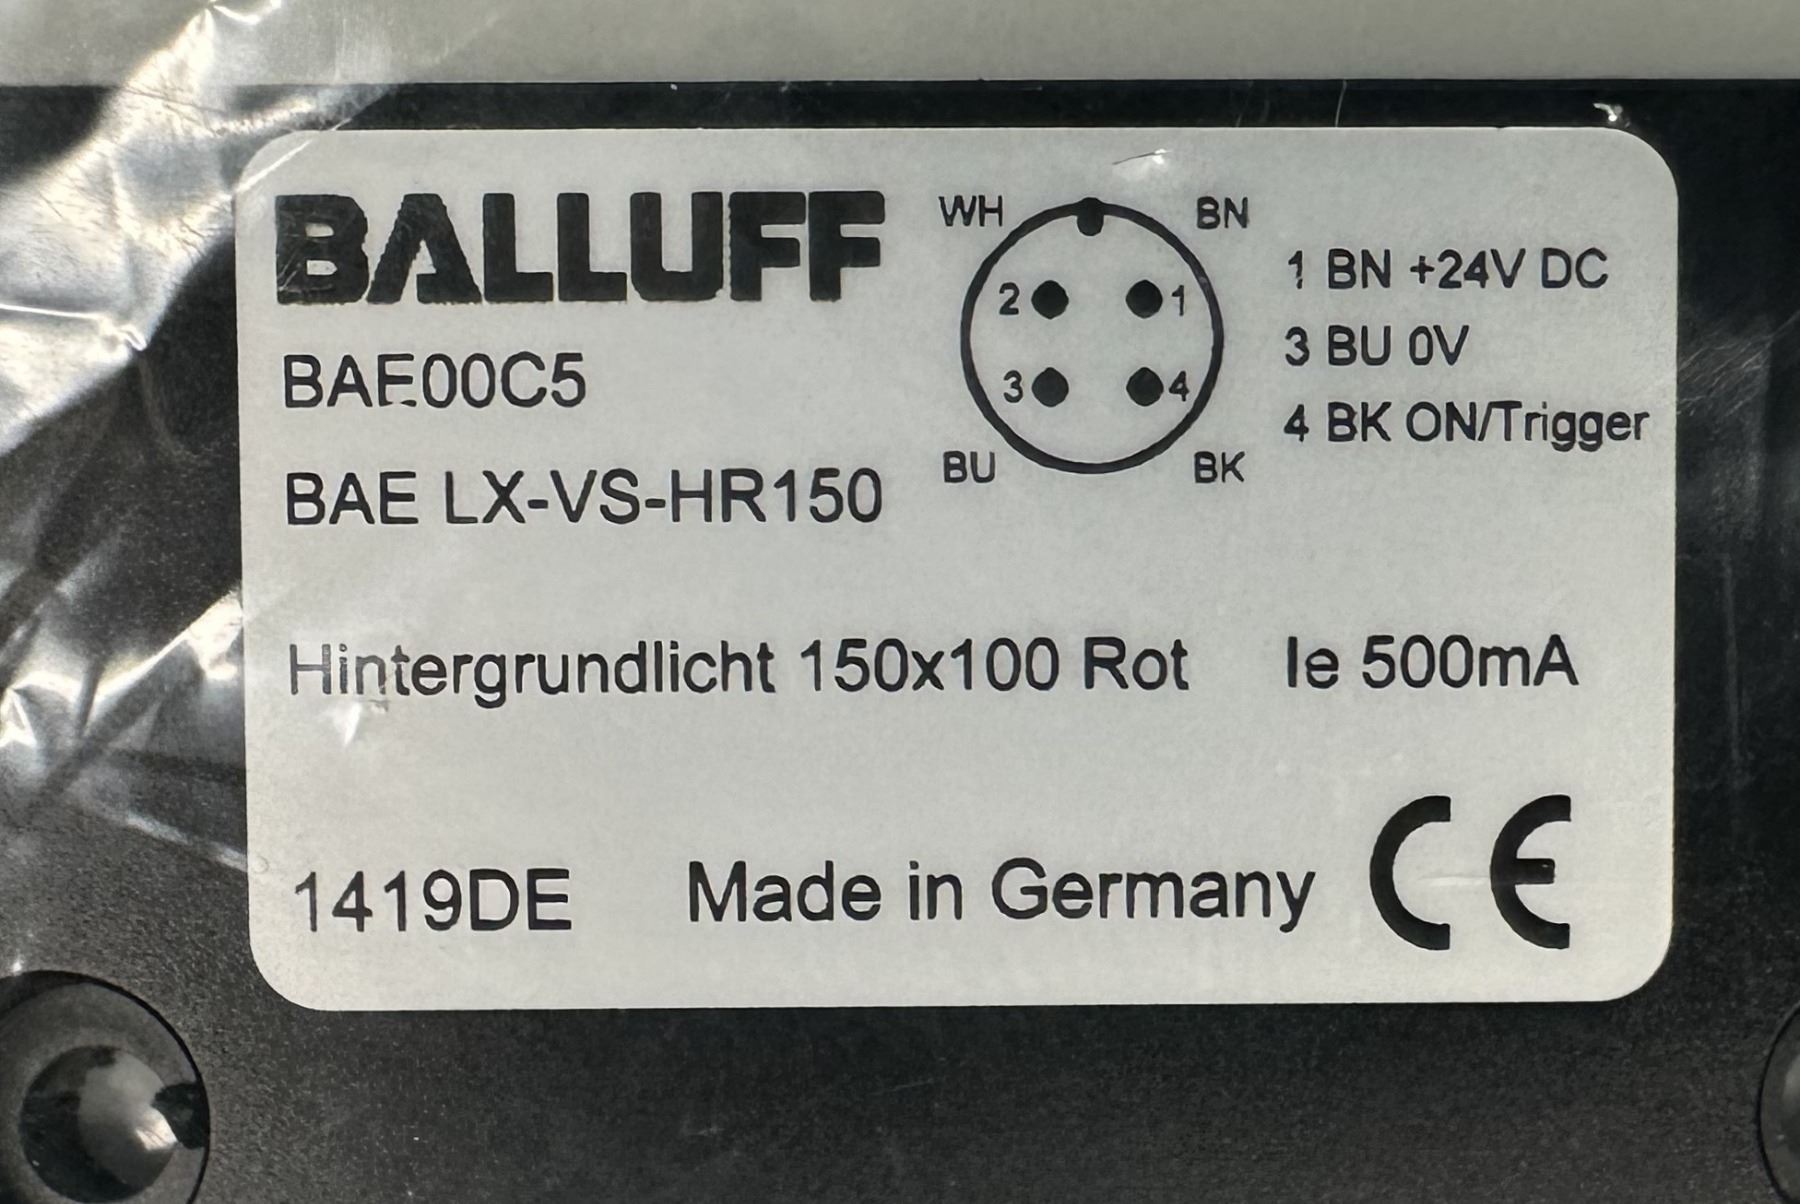 BALLUFF
BAE00C5
BAE LX-VS-HR150
WH BN
2 1
3 4
BU BK
1 BN +24V DC
3 BU 0V
4 BK ON/Trigger
Hintergrundlicht 150x100 Rot Ie 500mA
1419DE Made in Germany CE